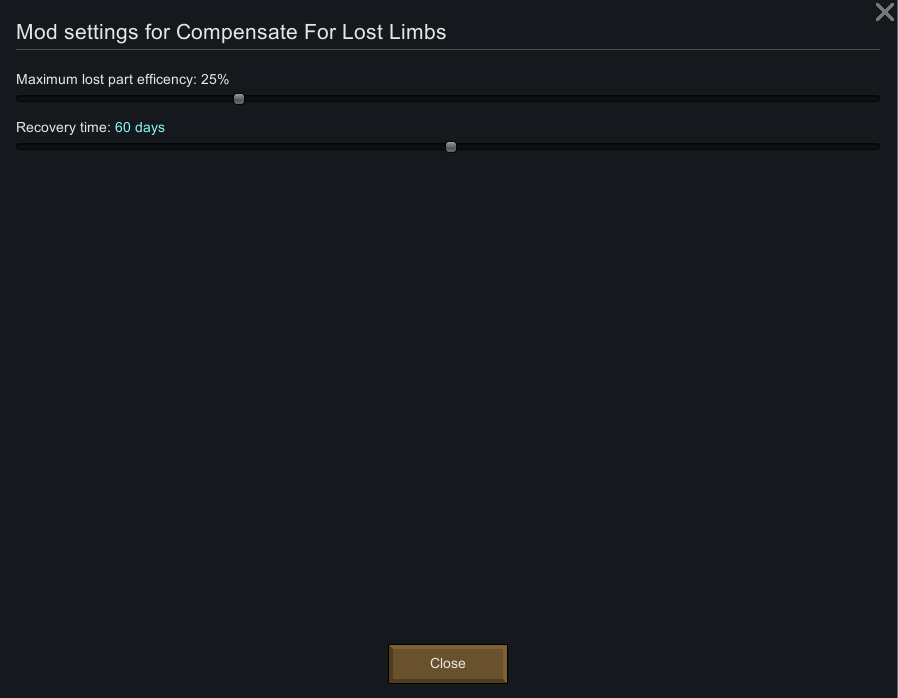 Mod settings for Compensate For Lost Limbs
Maximum lost part efficency: 25%
Recovery time: 60 days
Close